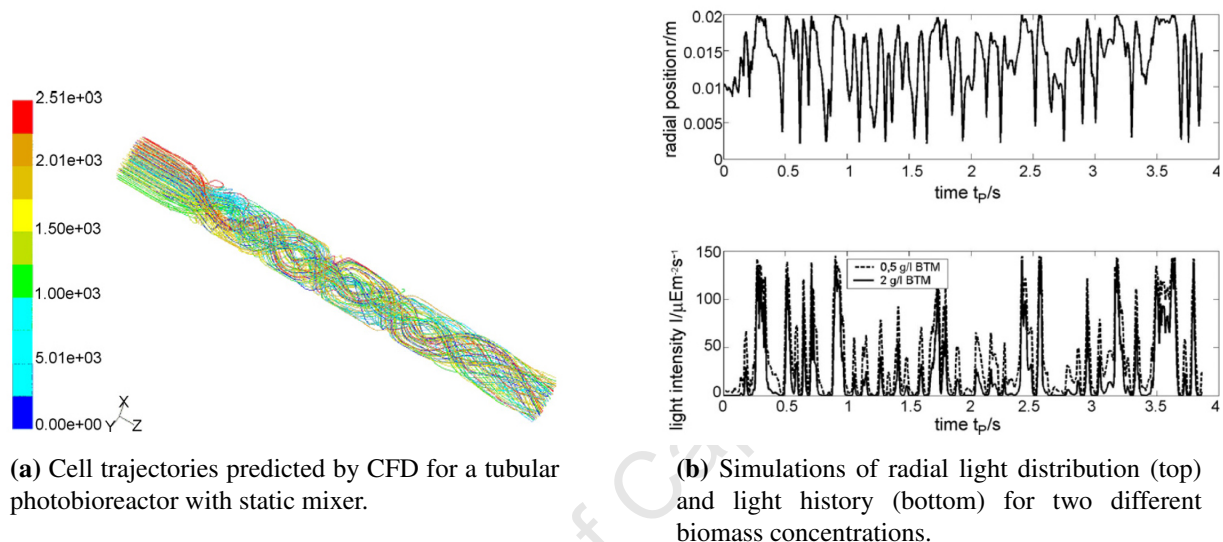 2.51e+03
2.01e+03
1.50e+03
1.00e+03
5.01e+03
0.00e+00
X
Y Z
(a) Cell trajectories predicted by CFD for a tubular
photobioreactor with static mixer.
radial position r/m
0.02
0.015
0.01
0.005
0
0 0.5 1 1.5 2 2.5 3 3.5 4
time tP/s
light intensity I/µEm⁻²s⁻¹
150
100
50
0
0,5 g/l BTM
2 g/l BTM
0 0.5 1 1.5 2 2.5 3 3.5 4
time tP/s
(b) Simulations of radial light distribution (top)
and light history (bottom) for two different
biomass concentrations.
of Ca